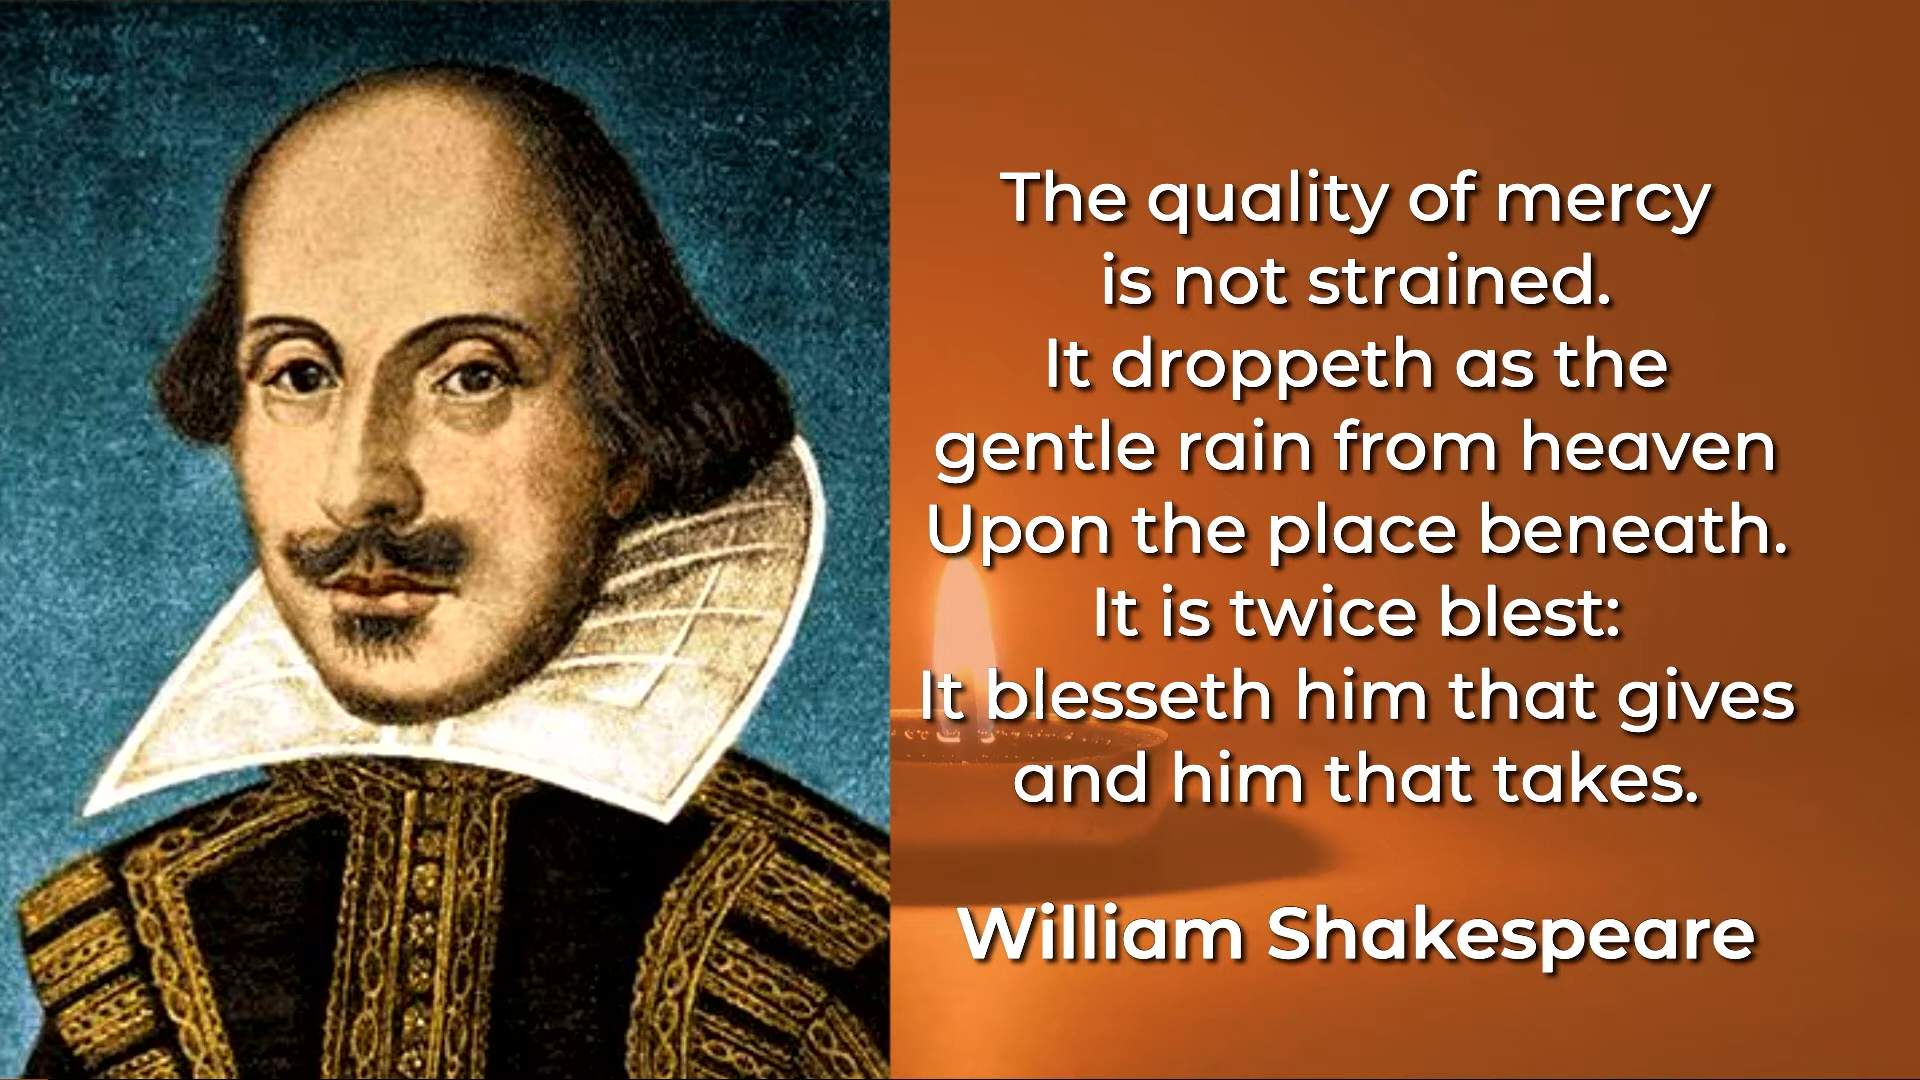 The quality of mercy
is not strained.
It droppeth as the
gentle rain from heaven
Upon the place beneath.
It is twice blest:
It blesseth him that gives
and him that takes.
William Shakespeare